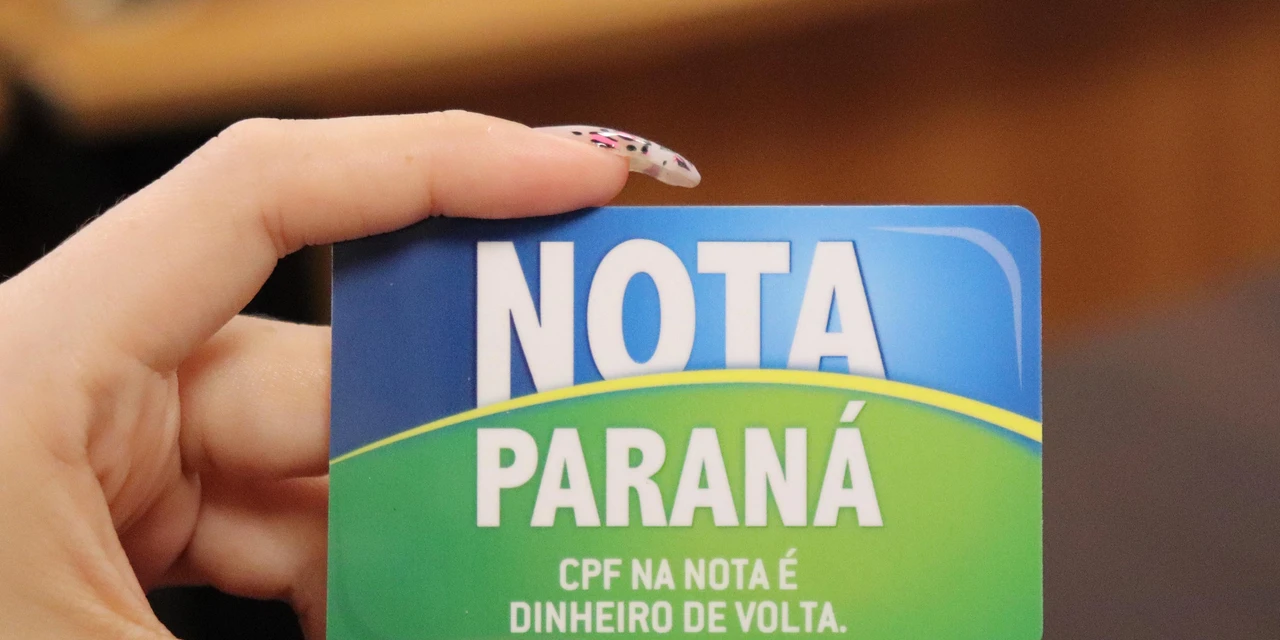 NOTA
PARANÁ
CPF NA NOTA É
DINHEIRO DE VOLTA.